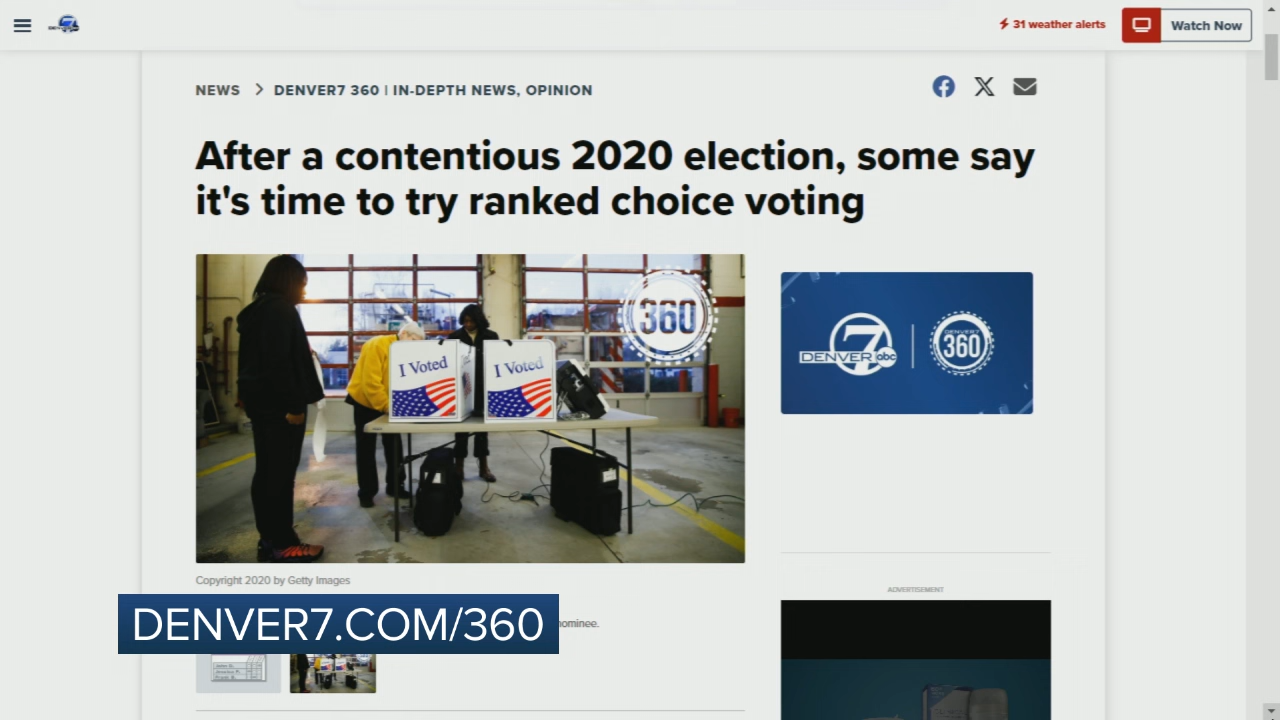 DENVER 7
31 weather alerts
Watch Now
NEWS > DENVER7 360 | IN-DEPTH NEWS, OPINION
After a contentious 2020 election, some say
it's time to try ranked choice voting
360
I Voted
I Voted
DENVER 7 abc
DENVER7
360
Copyright 2020 by Getty Images
nominee.
DENVER7.COM/360
ADVERTISEMENT